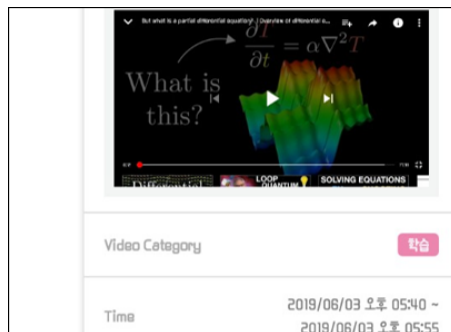 But what is a partial differential equation? | Overview of differential e...
∂T/∂t = α∇²T
What is
this?
Differential
LOOP
QUANTUM
SOLVING EQUATIONS
Video Category
학습
Time
2019/06/03 오후 05:40 ~
2019/06/03 오후 05:55